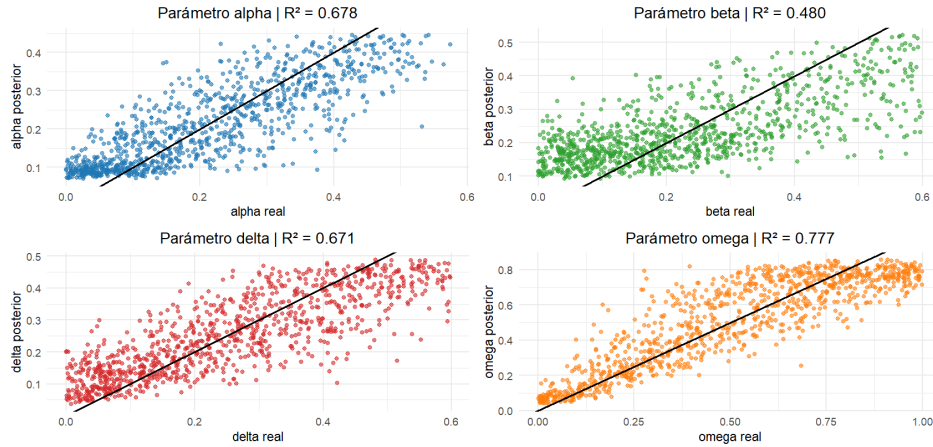 Parámetro alpha | R² = 0.678
alpha posterior
0.4
0.3
0.2
0.1
0.0 0.2 0.4 0.6
alpha real
Parámetro beta | R² = 0.480
beta posterior
0.5
0.4
0.3
0.2
0.1
0.0 0.2 0.4 0.6
beta real
Parámetro delta | R² = 0.671
delta posterior
0.5
0.4
0.3
0.2
0.1
0.0 0.2 0.4 0.6
delta real
Parámetro omega | R² = 0.777
omega posterior
0.8
0.6
0.4
0.2
0.0
0.00 0.25 0.50 0.75 1.00
omega real